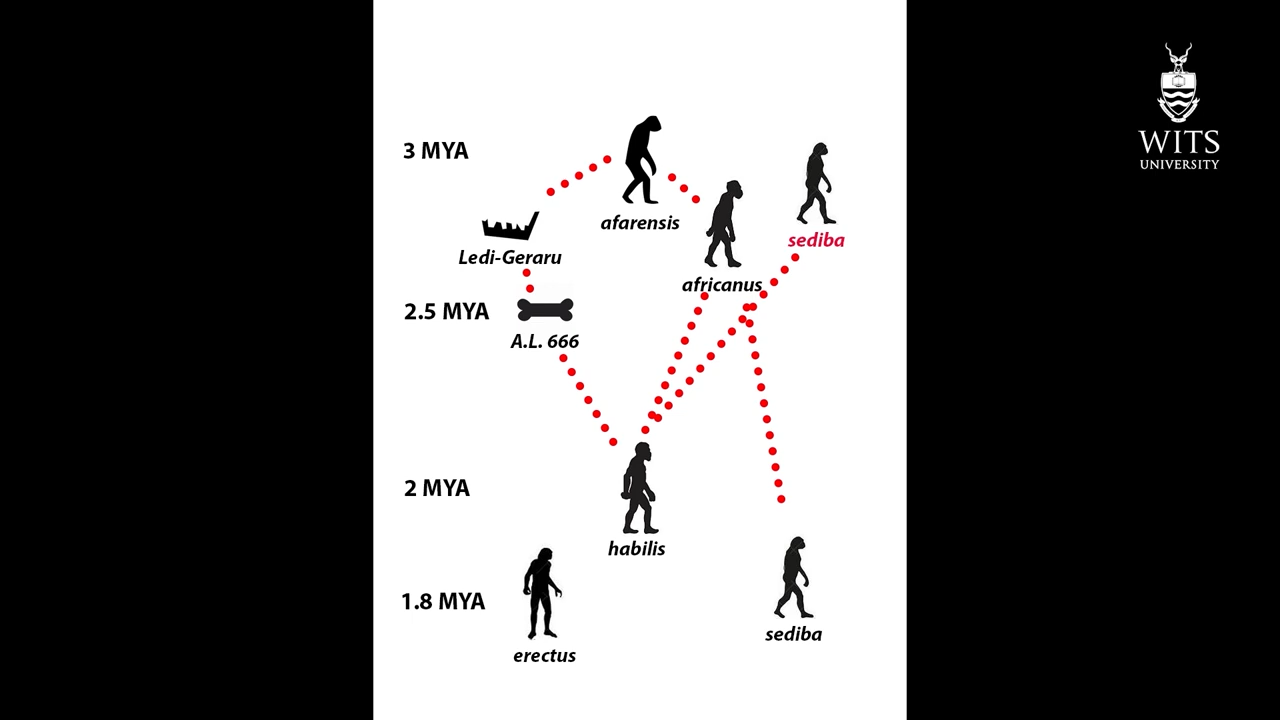 WITS
UNIVERSITY
3 MYA
afarensis
sediba
Ledi-Geraru
africanus
2.5 MYA
A.L. 666
2 MYA
habilis
1.8 MYA
sediba
erectus